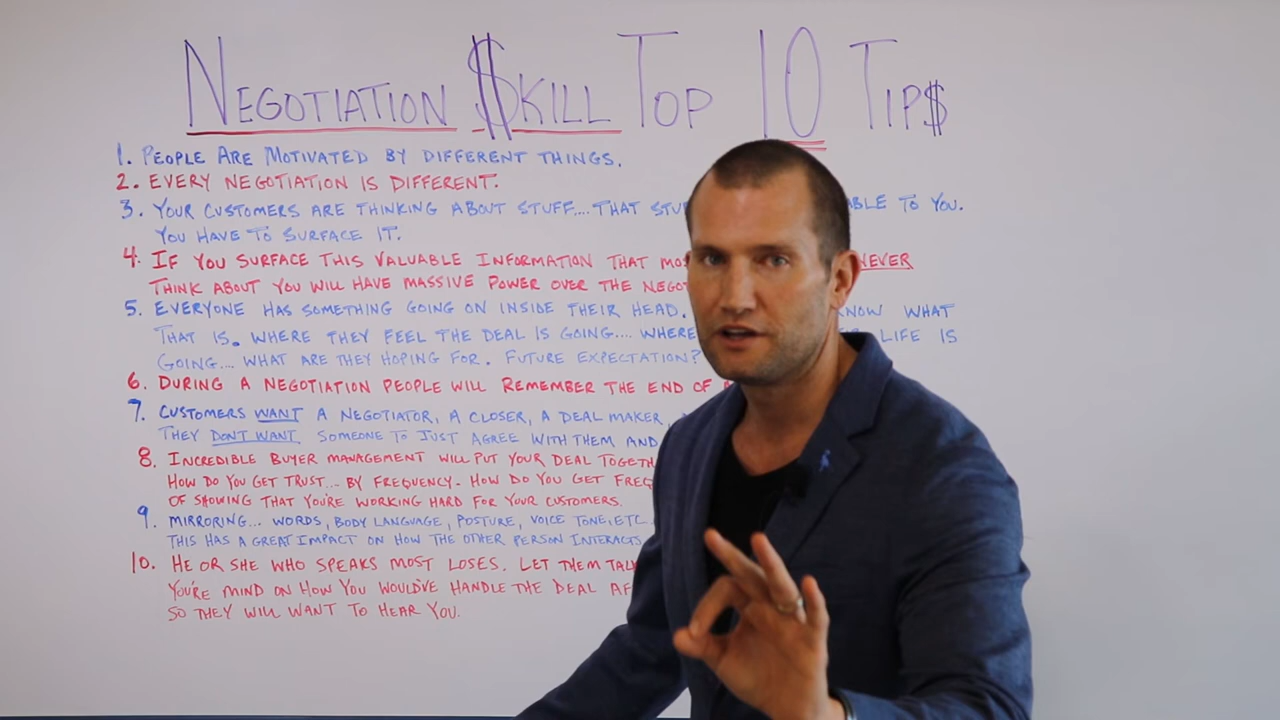 NEGOTIATION $KILL TOP 10 TIP$
1. PEOPLE ARE MOTIVATED BY DIFFERENT THINGS.
2. EVERY NEGOTIATION IS DIFFERENT.
3. YOUR CUSTOMERS ARE THINKING ABOUT STUFF.... THAT TO YOU.
YOU HAVE TO SURFACE IT.
4. IF YOU SURFACE THIS VALUABLE INFORMATION THAT NEVER
THINK ABOUT YOU WILL HAVE MASSIVE POWER OVER THE
5. EVERYONE HAS SOMETHING GOING ON INSIDE THEIR HEAD. KNOW WHAT
THAT IS. WHERE THEY FEEL THE DEAL IS GOING.... WHERE LIFE IS
GOING.... WHAT ARE THEY HOPING FOR. FUTURE EXPECTATION?
6. DURING A NEGOTIATION PEOPLE WILL REMEMBER THE END OF
7. CUSTOMERS WANT A NEGOTIATOR, A CLOSER, A DEAL MAKER,
THEY DON'T WANT SOMEONE TO JUST AGREE WITH THEM AND
8. INCREDIBLE BUYER MANAGEMENT WILL PUT YOUR DEAL
HOW DO YOU GET TRUST... BY FREQUENCY. HOW DO YOU GET
OF SHOWING THAT YOU'RE WORKING HARD FOR YOUR CUSTOMERS.
9. MIRRORING... WORDS, BODY LANGUAGE, POSTURE, VOICE TONE, ETC
THIS HAS A GREAT IMPACT ON HOW THE OTHER PERSON INTERACTS
10. HE OR SHE WHO SPEAKS MOST LOSES. LET THEM
YOU'RE MIND ON HOW YOU WOULD'VE HANDLE THE DEAL
SO THEY WILL WANT TO HEAR YOU.